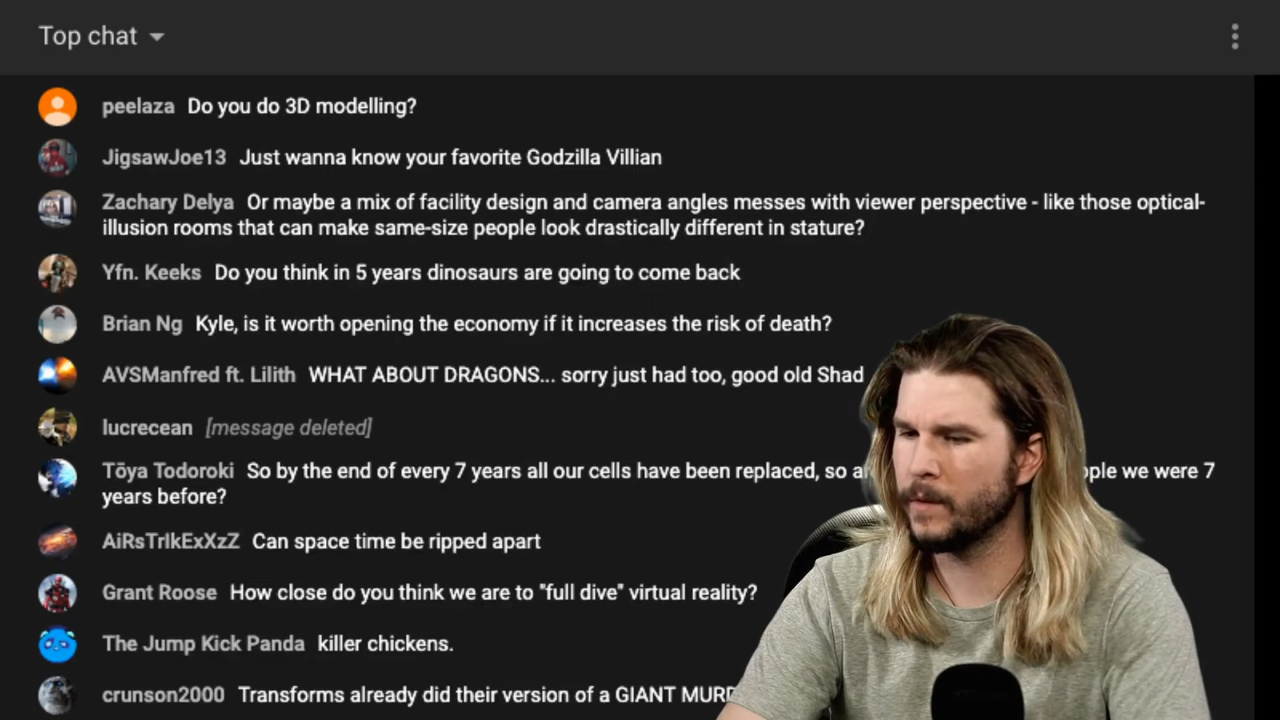 Top chat
peelaza Do you do 3D modelling?
JigsawJoe13 Just wanna know your favorite Godzilla Villian
Zachary Delya Or maybe a mix of facility design and camera angles messes with viewer perspective - like those optical-
illusion rooms that can make same-size people look drastically different in stature?
Yfn. Keeks Do you think in 5 years dinosaurs are going to come back
Brian Ng Kyle, is it worth opening the economy if it increases the risk of death?
AVSManfred ft. Lilith WHAT ABOUT DRAGONS... sorry just had too, good old Shad
lucrecean [message deleted]
Tōya Todoroki So by the end of every 7 years all our cells have been replaced, so we were 7
years before?
AiRsTrIkExXzZ Can space time be ripped apart
Grant Roose How close do you think we are to "full dive" virtual reality?
The Jump Kick Panda killer chickens.
crunson2000 Transforms already did their version of a GIANT